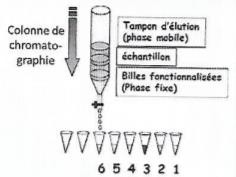 Colonne de
chromato-
graphie
Tampon d'élution
(phase mobile)
échantillon
Billes fonctionnalisées
(Phase fixe)
6 5 4 3 2 1